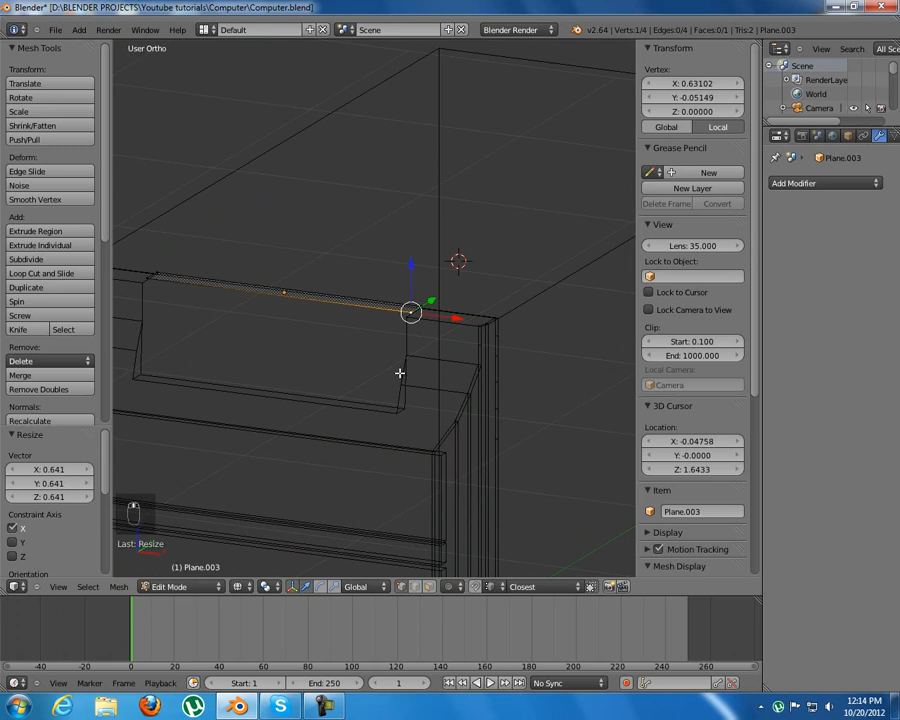 Blender* [D:\BLENDER PROJECTS\Youtube tutorials\Computer\Computer.blend]
File Add Render Window Help Default Scene Blender Render v2.64 | Verts:1/4 | Edges:0/4 | Faces:0/1 | Tris:2 | Plane.003
Mesh Tools
Transform:
Translate
Rotate
Scale
Shrink/Fatten
Push/Pull
Deform:
Edge Slide
Noise
Smooth Vertex
Add:
Extrude Region
Extrude Individual
Subdivide
Loop Cut and Slide
Duplicate
Spin
Screw
Knife Select
Remove:
Delete
Merge
Remove Doubles
Normals:
Recalculate
Resize
Vector
X: 0.641
Y: 0.641
Z: 0.641
Constraint Axis
X
Y
Z
Orientation
User Ortho
Last: Resize
(1) Plane.003
Transform
Vertex:
X: 0.63102
Y: -0.05149
Z: 0.00000
Global Local
Grease Pencil
New
New Layer
Delete Frame Convert
View
Lens: 35.000
Lock to Object:
Lock to Cursor
Lock Camera to View
Clip:
Start: 0.100
End: 1000.000
Local Camera:
Camera
3D Cursor
Location:
X: -0.04758
Y: -0.0000
Z: 1.6433
Item
Plane.003
Display
Motion Tracking
Mesh Display
View Search All Sce
Scene
RenderLaye
World
Camera
Plane.003
Add Modifier
View Select Mesh Edit Mode Global Closest
-40 -20 0 20 40 60 80 100 120 140 160 180 200 220 240 260
View Marker Frame Playback Start: 1 End: 250 1 No Sync
12:14 PM
10/20/2012